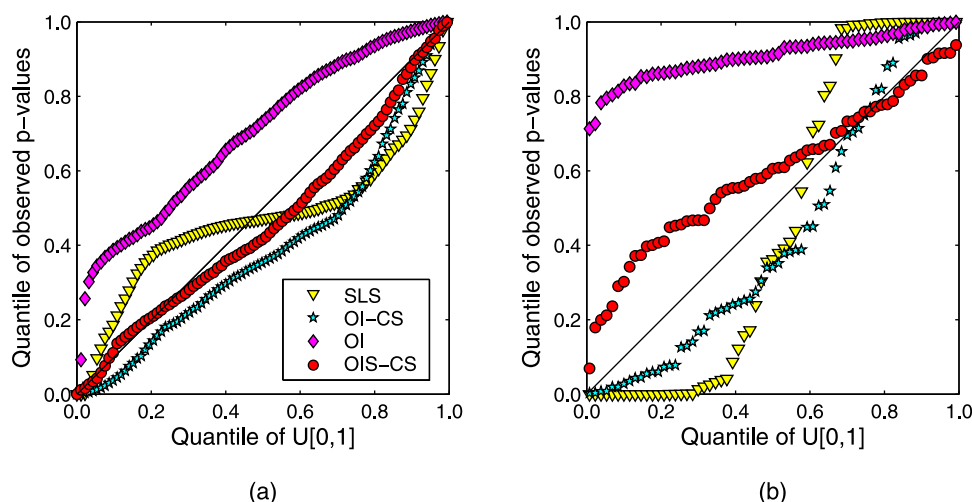 1.0
0.8
0.6
0.4
0.2
0.0
0.0 0.2 0.4 0.6 0.8 1.0
Quantile of observed p-values
Quantile of U[0,1]
SLS
OI-CS
OI
OIS-CS
(a)
1.0
0.8
0.6
0.4
0.2
0.0
0.0 0.2 0.4 0.6 0.8 1.0
Quantile of observed p-values
Quantile of U[0,1]
(b)